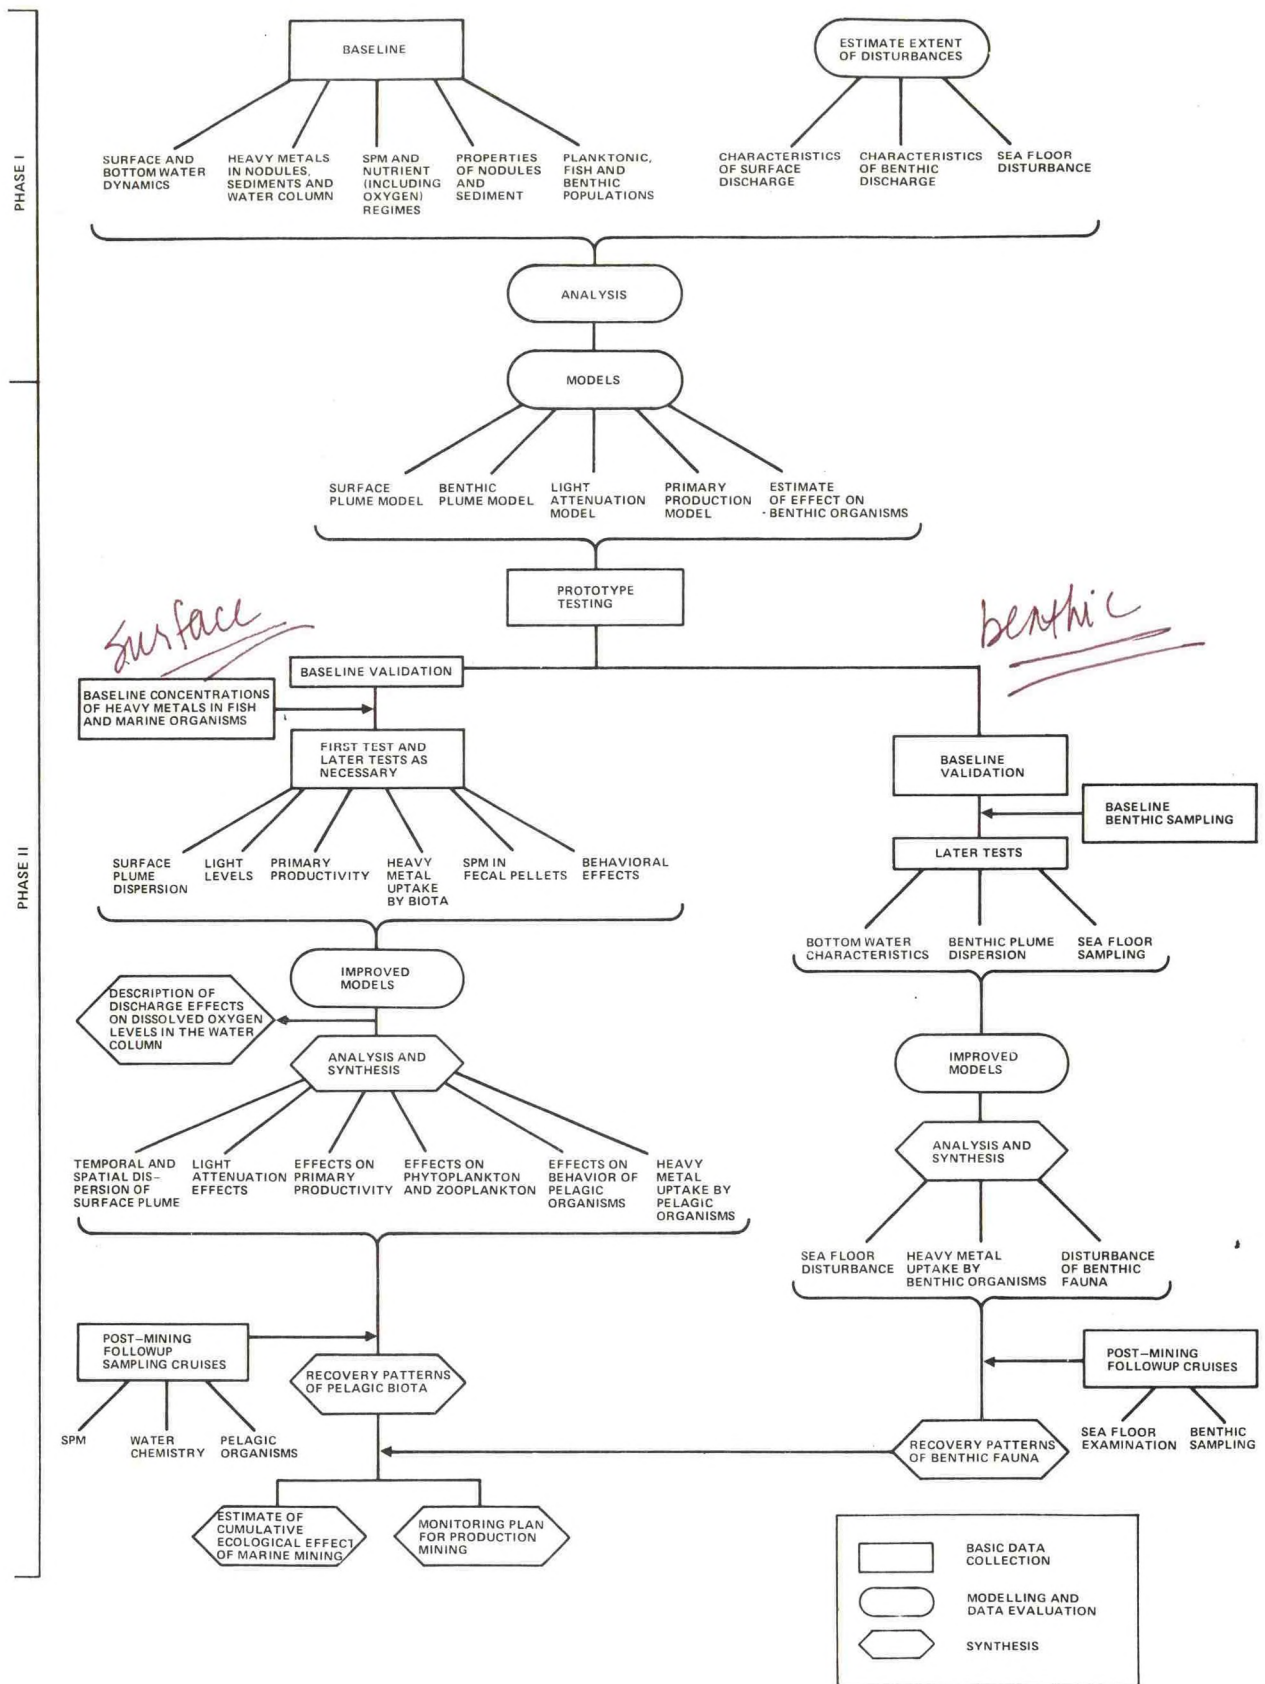 PHASE I
BASELINE
ESTIMATE EXTENT
OF DISTURBANCES
SURFACE AND
BOTTOM WATER
DYNAMICS
HEAVY METALS
IN NODULES,
SEDIMENTS AND
WATER COLUMN
SPM AND
NUTRIENT
(INCLUDING
OXYGEN)
REGIMES
PROPERTIES
OF NODULES
AND
SEDIMENT
PLANKTONIC,
FISH AND
BENTHIC
POPULATIONS
CHARACTERISTICS
OF SURFACE
DISCHARGE
CHARACTERISTICS
OF BENTHIC
DISCHARGE
SEA FLOOR
DISTURBANCE
ANALYSIS
MODELS
PHASE II
SURFACE
PLUME MODEL
BENTHIC
PLUME MODEL
LIGHT
ATTENUATION
MODEL
PRIMARY
PRODUCTION
MODEL
ESTIMATE
OF EFFECT ON
BENTHIC ORGANISMS
PROTOTYPE
TESTING
Surface
benthic
BASELINE VALIDATION
BASELINE CONCENTRATIONS
OF HEAVY METALS IN FISH
AND MARINE ORGANISMS
FIRST TEST AND
LATER TESTS AS
NECESSARY
SURFACE
PLUME
DISPERSION
LIGHT
LEVELS
PRIMARY
PRODUCTIVITY
HEAVY
METAL
UPTAKE
BY BIOTA
SPM IN
FECAL PELLETS
BEHAVIORAL
EFFECTS
BASELINE
VALIDATION
BASELINE
BENTHIC SAMPLING
LATER TESTS
BOTTOM WATER
CHARACTERISTICS
BENTHIC PLUME
DISPERSION
SEA FLOOR
SAMPLING
IMPROVED
MODELS
DESCRIPTION OF
DISCHARGE EFFECTS
ON DISSOLVED OXYGEN
LEVELS IN THE WATER
COLUMN
ANALYSIS AND
SYNTHESIS
TEMPORAL AND
SPATIAL DIS-
PERSION OF
SURFACE PLUME
LIGHT
ATTENUATION
EFFECTS
EFFECTS ON
PRIMARY
PRODUCTIVITY
EFFECTS ON
PHYTOPLANKTON
AND ZOOPLANKTON
EFFECTS ON
BEHAVIOR OF
PELAGIC
ORGANISMS
HEAVY
METAL
UPTAKE BY
PELAGIC
ORGANISMS
IMPROVED
MODELS
ANALYSIS AND
SYNTHESIS
SEA FLOOR
DISTURBANCE
HEAVY METAL
UPTAKE BY
BENTHIC ORGANISMS
DISTURBANCE
OF BENTHIC
FAUNA
POST–MINING
FOLLOWUP
SAMPLING CRUISES
SPM
WATER
CHEMISTRY
PELAGIC
ORGANISMS
RECOVERY PATTERNS
OF PELAGIC BIOTA
POST–MINING
FOLLOWUP CRUISES
SEA FLOOR
EXAMINATION
BENTHIC
SAMPLING
RECOVERY PATTERNS
OF BENTHIC FAUNA
ESTIMATE OF
CUMULATIVE
ECOLOGICAL EFFECT
OF MARINE MINING
MONITORING PLAN
FOR PRODUCTION
MINING
BASIC DATA
COLLECTION
MODELLING AND
DATA EVALUATION
SYNTHESIS